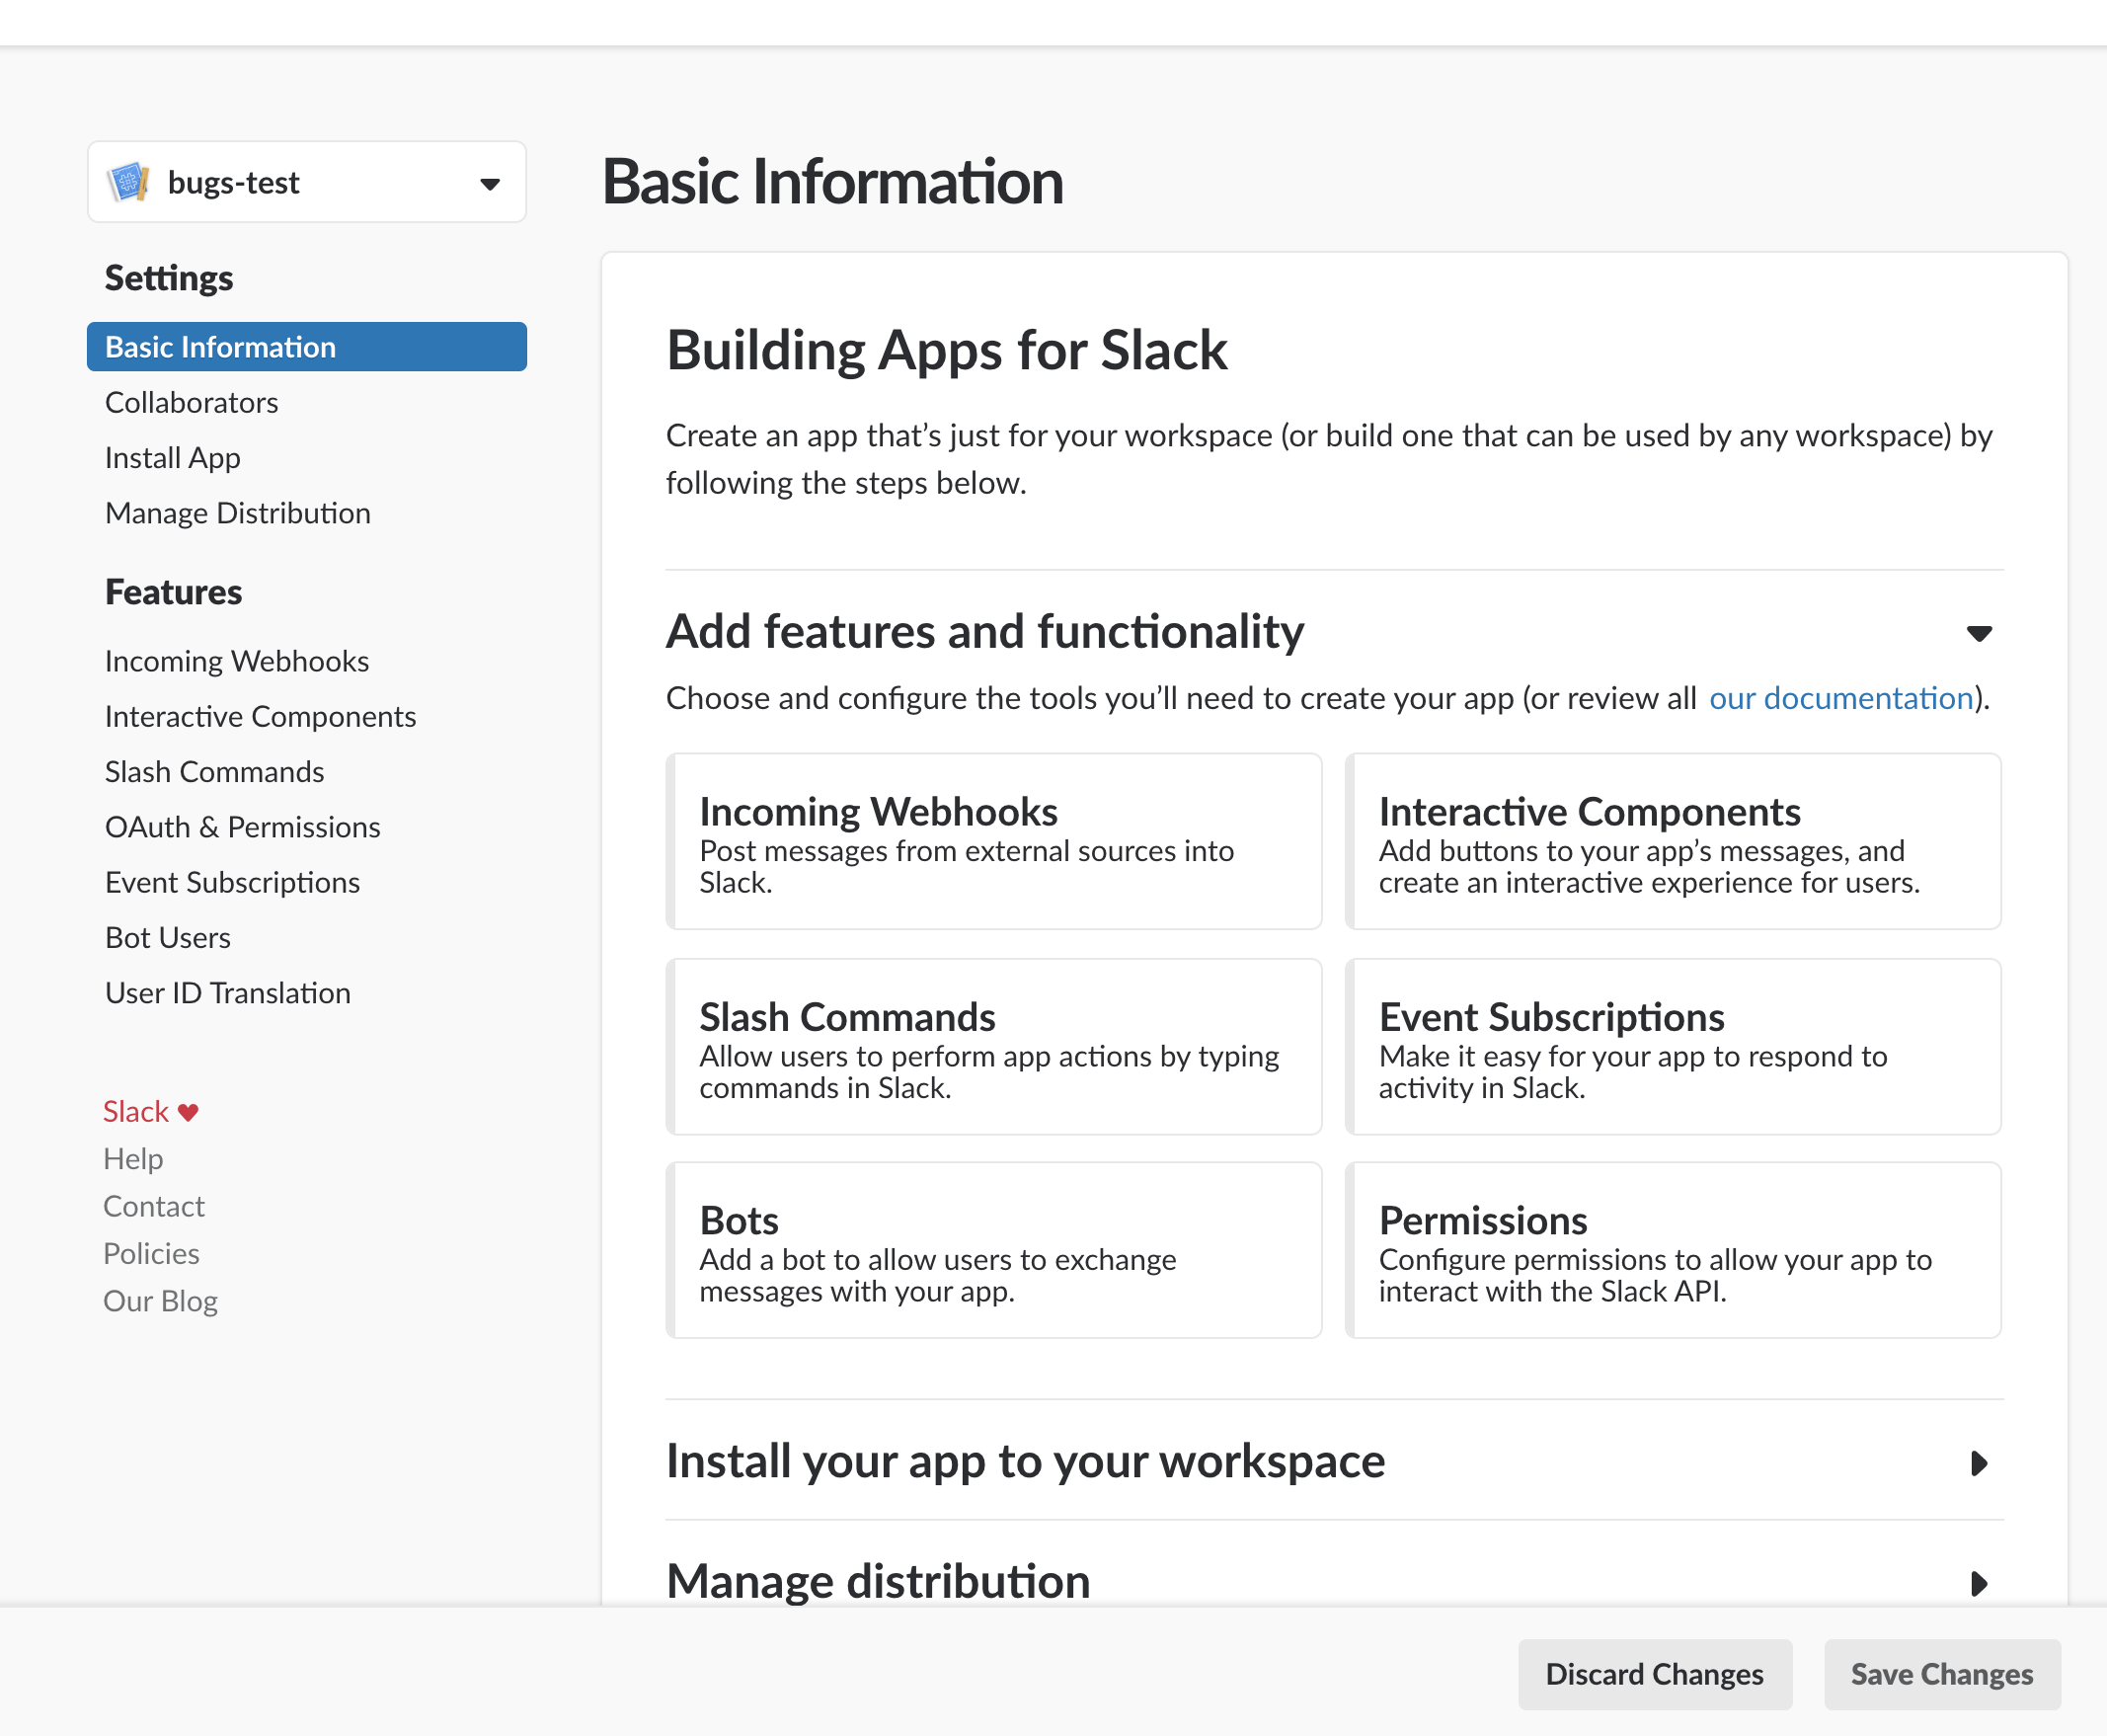 bugs-test
Settings
Basic Information
Collaborators
Install App
Manage Distribution
Features
Incoming Webhooks
Interactive Components
Slash Commands
OAuth & Permissions
Event Subscriptions
Bot Users
User ID Translation
Slack ♥
Help
Contact
Policies
Our Blog
Basic Information
Building Apps for Slack
Create an app that’s just for your workspace (or build one that can be used by any workspace) by
following the steps below.
Add features and functionality
Choose and configure the tools you’ll need to create your app (or review all our documentation).
Incoming Webhooks
Post messages from external sources into
Slack.
Interactive Components
Add buttons to your app’s messages, and
create an interactive experience for users.
Slash Commands
Allow users to perform app actions by typing
commands in Slack.
Event Subscriptions
Make it easy for your app to respond to
activity in Slack.
Bots
Add a bot to allow users to exchange
messages with your app.
Permissions
Configure permissions to allow your app to
interact with the Slack API.
Install your app to your workspace
Manage distribution
Discard Changes
Save Changes